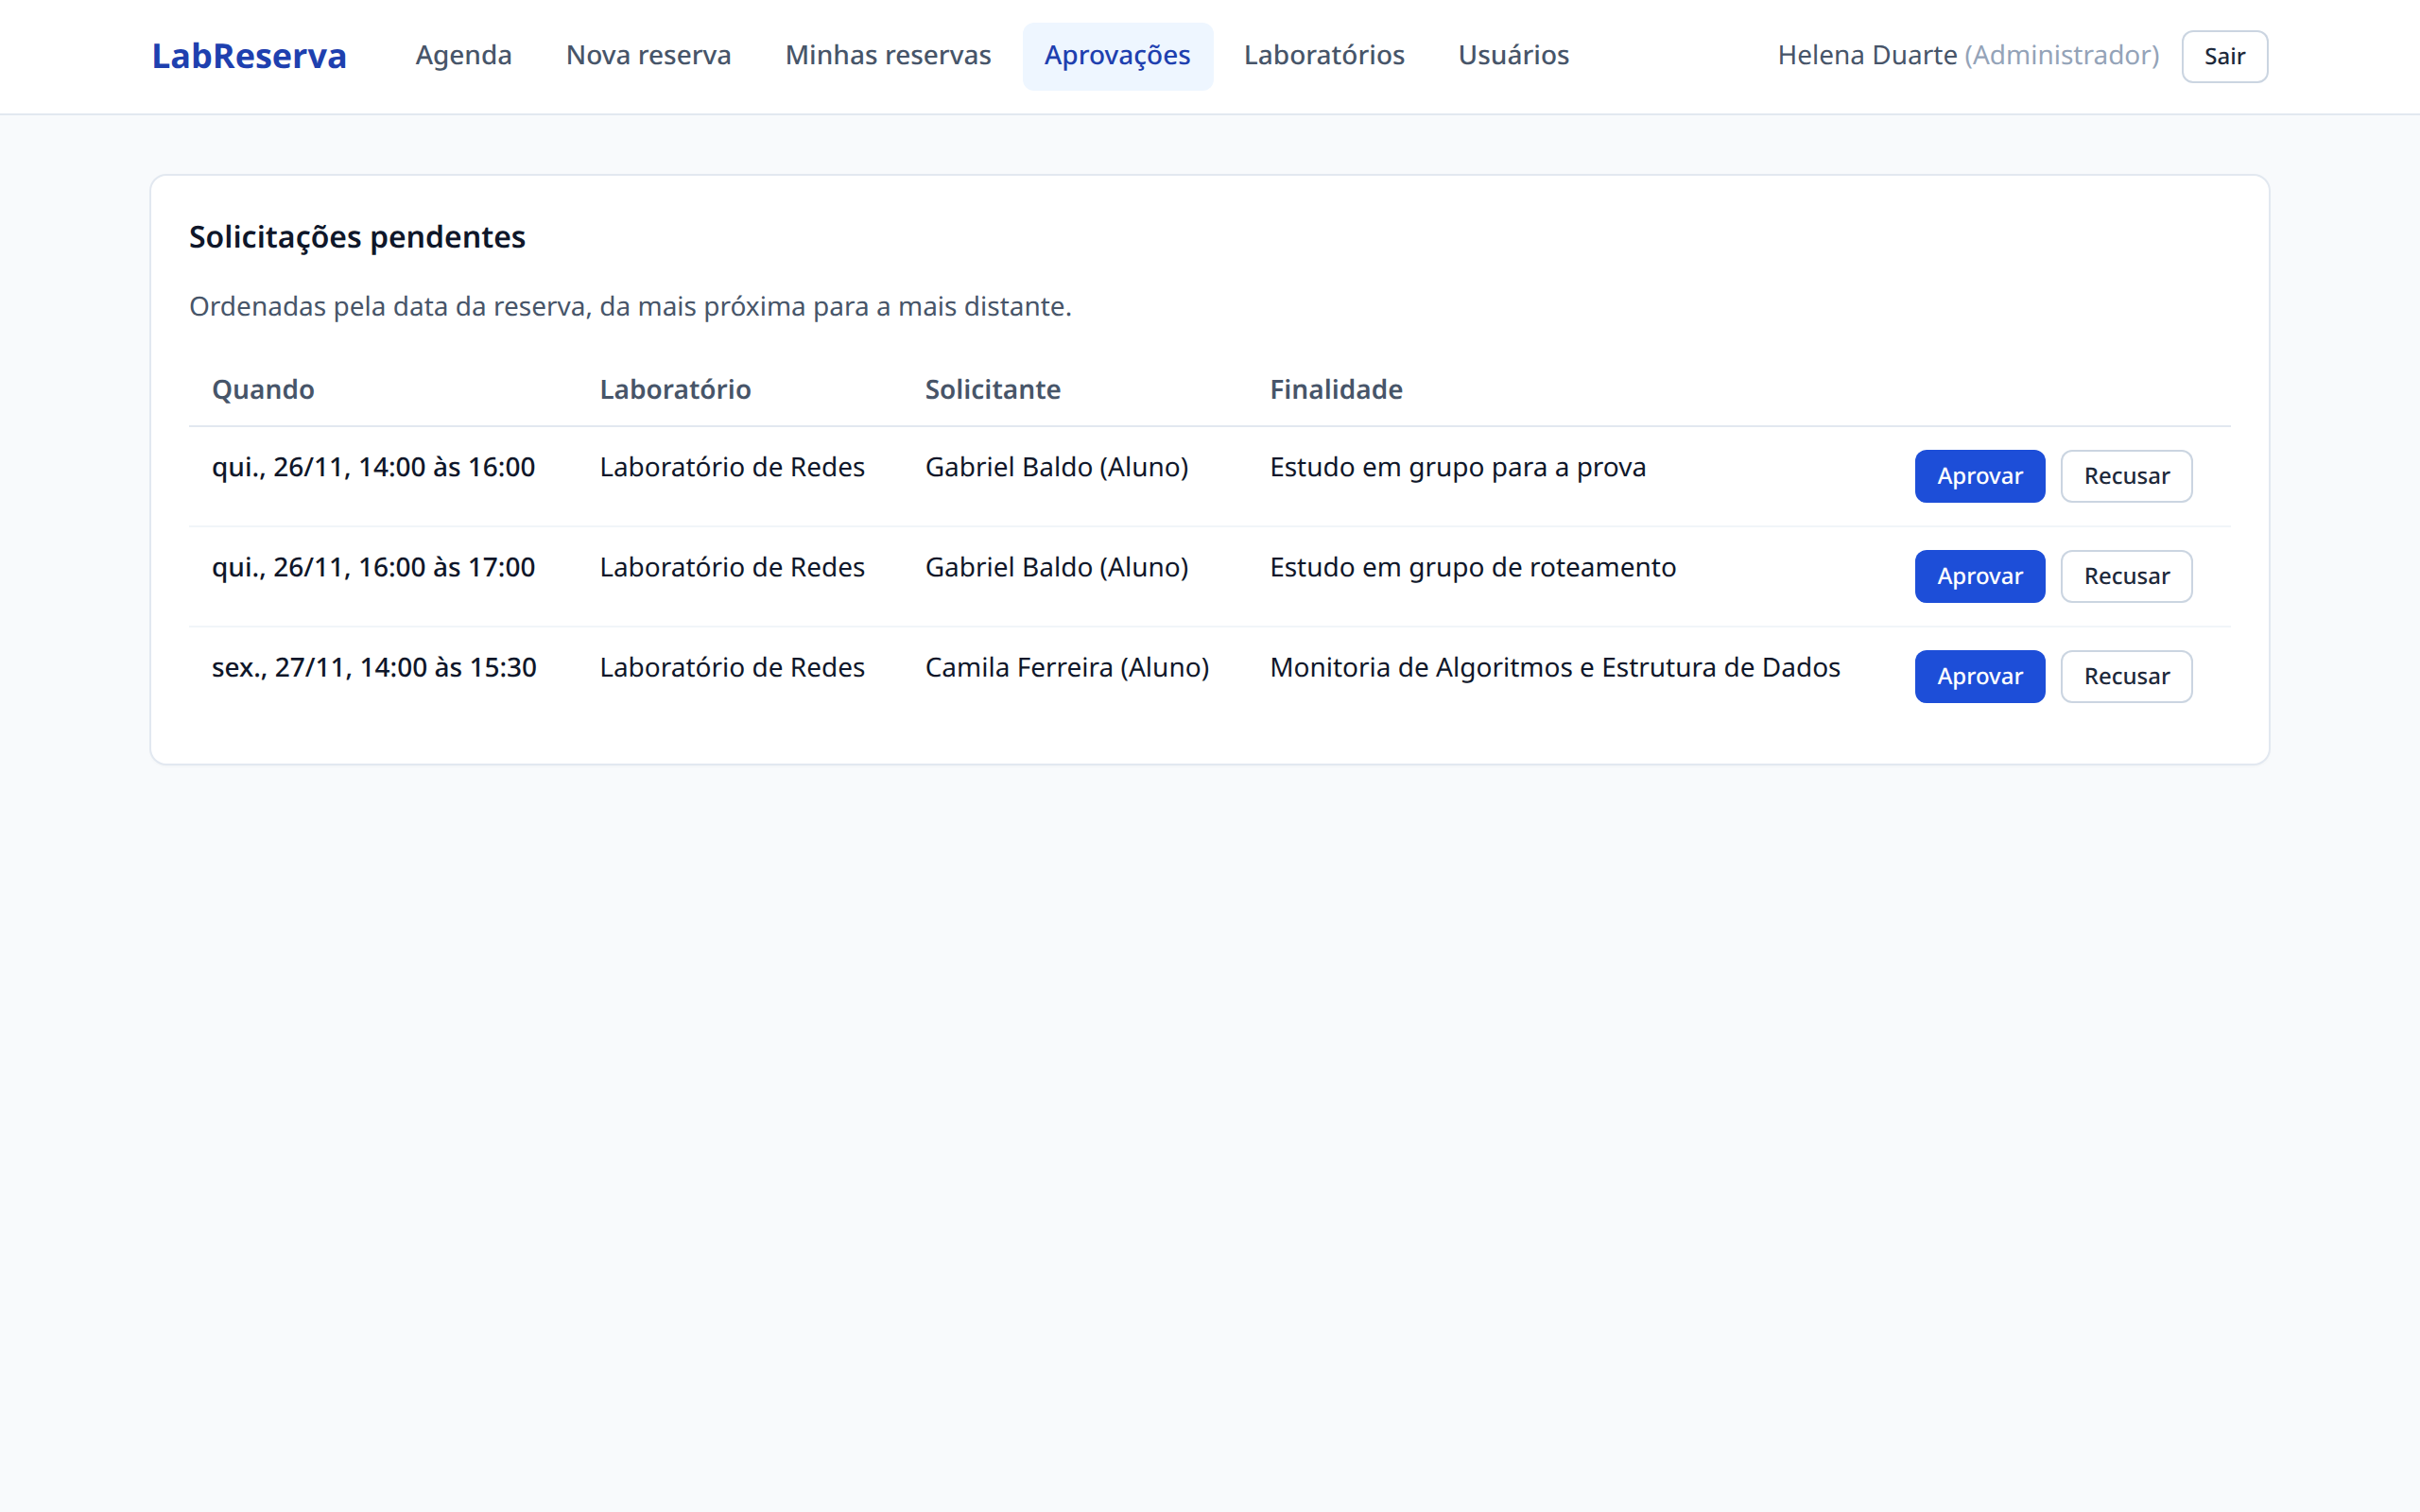 LabReserva Agenda Nova reserva Minhas reservas Aprovações Laboratórios Usuários Helena Duarte (Administrador) Sair
Solicitações pendentes
Ordenadas pela data da reserva, da mais próxima para a mais distante.
Quando Laboratório Solicitante Finalidade
qui., 26/11, 14:00 às 16:00 Laboratório de Redes Gabriel Baldo (Aluno) Estudo em grupo para a prova Aprovar Recusar
qui., 26/11, 16:00 às 17:00 Laboratório de Redes Gabriel Baldo (Aluno) Estudo em grupo de roteamento Aprovar Recusar
sex., 27/11, 14:00 às 15:30 Laboratório de Redes Camila Ferreira (Aluno) Monitoria de Algoritmos e Estrutura de Dados Aprovar Recusar